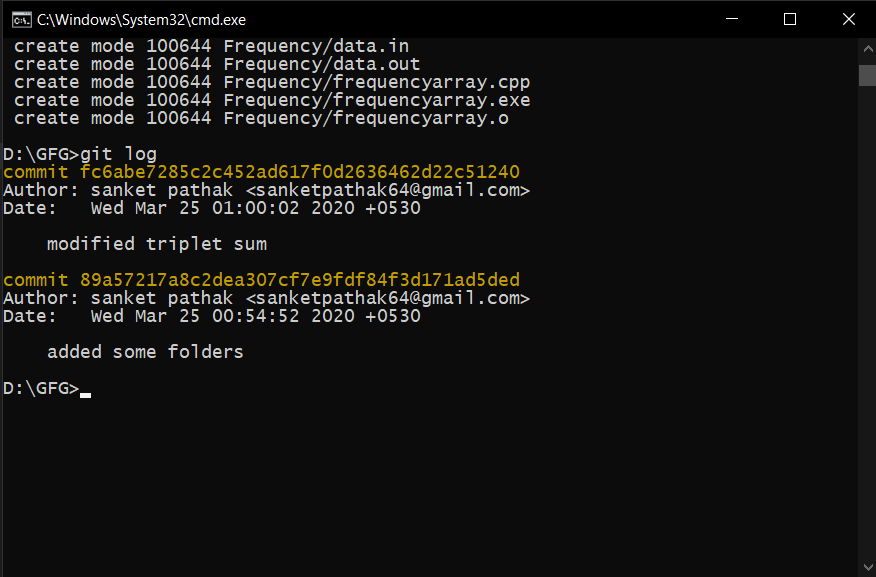 C:\Windows\System32\cmd.exe
create mode 100644 Frequency/data.in
create mode 100644 Frequency/data.out
create mode 100644 Frequency/frequencyarray.cpp
create mode 100644 Frequency/frequencyarray.exe
create mode 100644 Frequency/frequencyarray.o
D:\GFG>git log
commit fc6abe7285c2c452ad617f0d2636462d22c51240
Author: sanket pathak <sanketpathak64@gmail.com>
Date:   Wed Mar 25 01:00:02 2020 +0530
modified triplet sum
commit 89a57217a8c2dea307cf7e9fdf84f3d171ad5ded
Author: sanket pathak <sanketpathak64@gmail.com>
Date:   Wed Mar 25 00:54:52 2020 +0530
added some folders
D:\GFG>